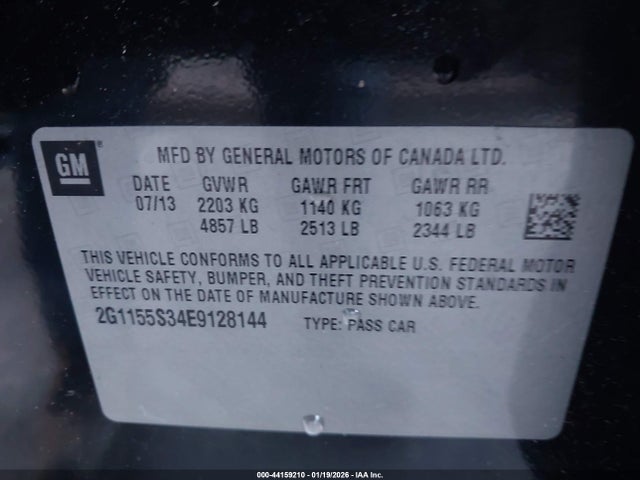 GM®
MFD BY GENERAL MOTORS OF CANADA LTD.
DATE GVWR GAWR FRT GAWR RR
07/13 2203 KG 1140 KG 1063 KG
4857 LB 2513 LB 2344 LB
THIS VEHICLE CONFORMS TO ALL APPLICABLE U.S. FEDERAL MOTOR
VEHICLE SAFETY, BUMPER, AND THEFT PREVENTION STANDARDS IN
EFFECT ON THE DATE OF MANUFACTURE SHOWN ABOVE.
2G1155S34E9128144 TYPE: PASS CAR
000-44159210 - 01/19/2026 - IAA Inc.